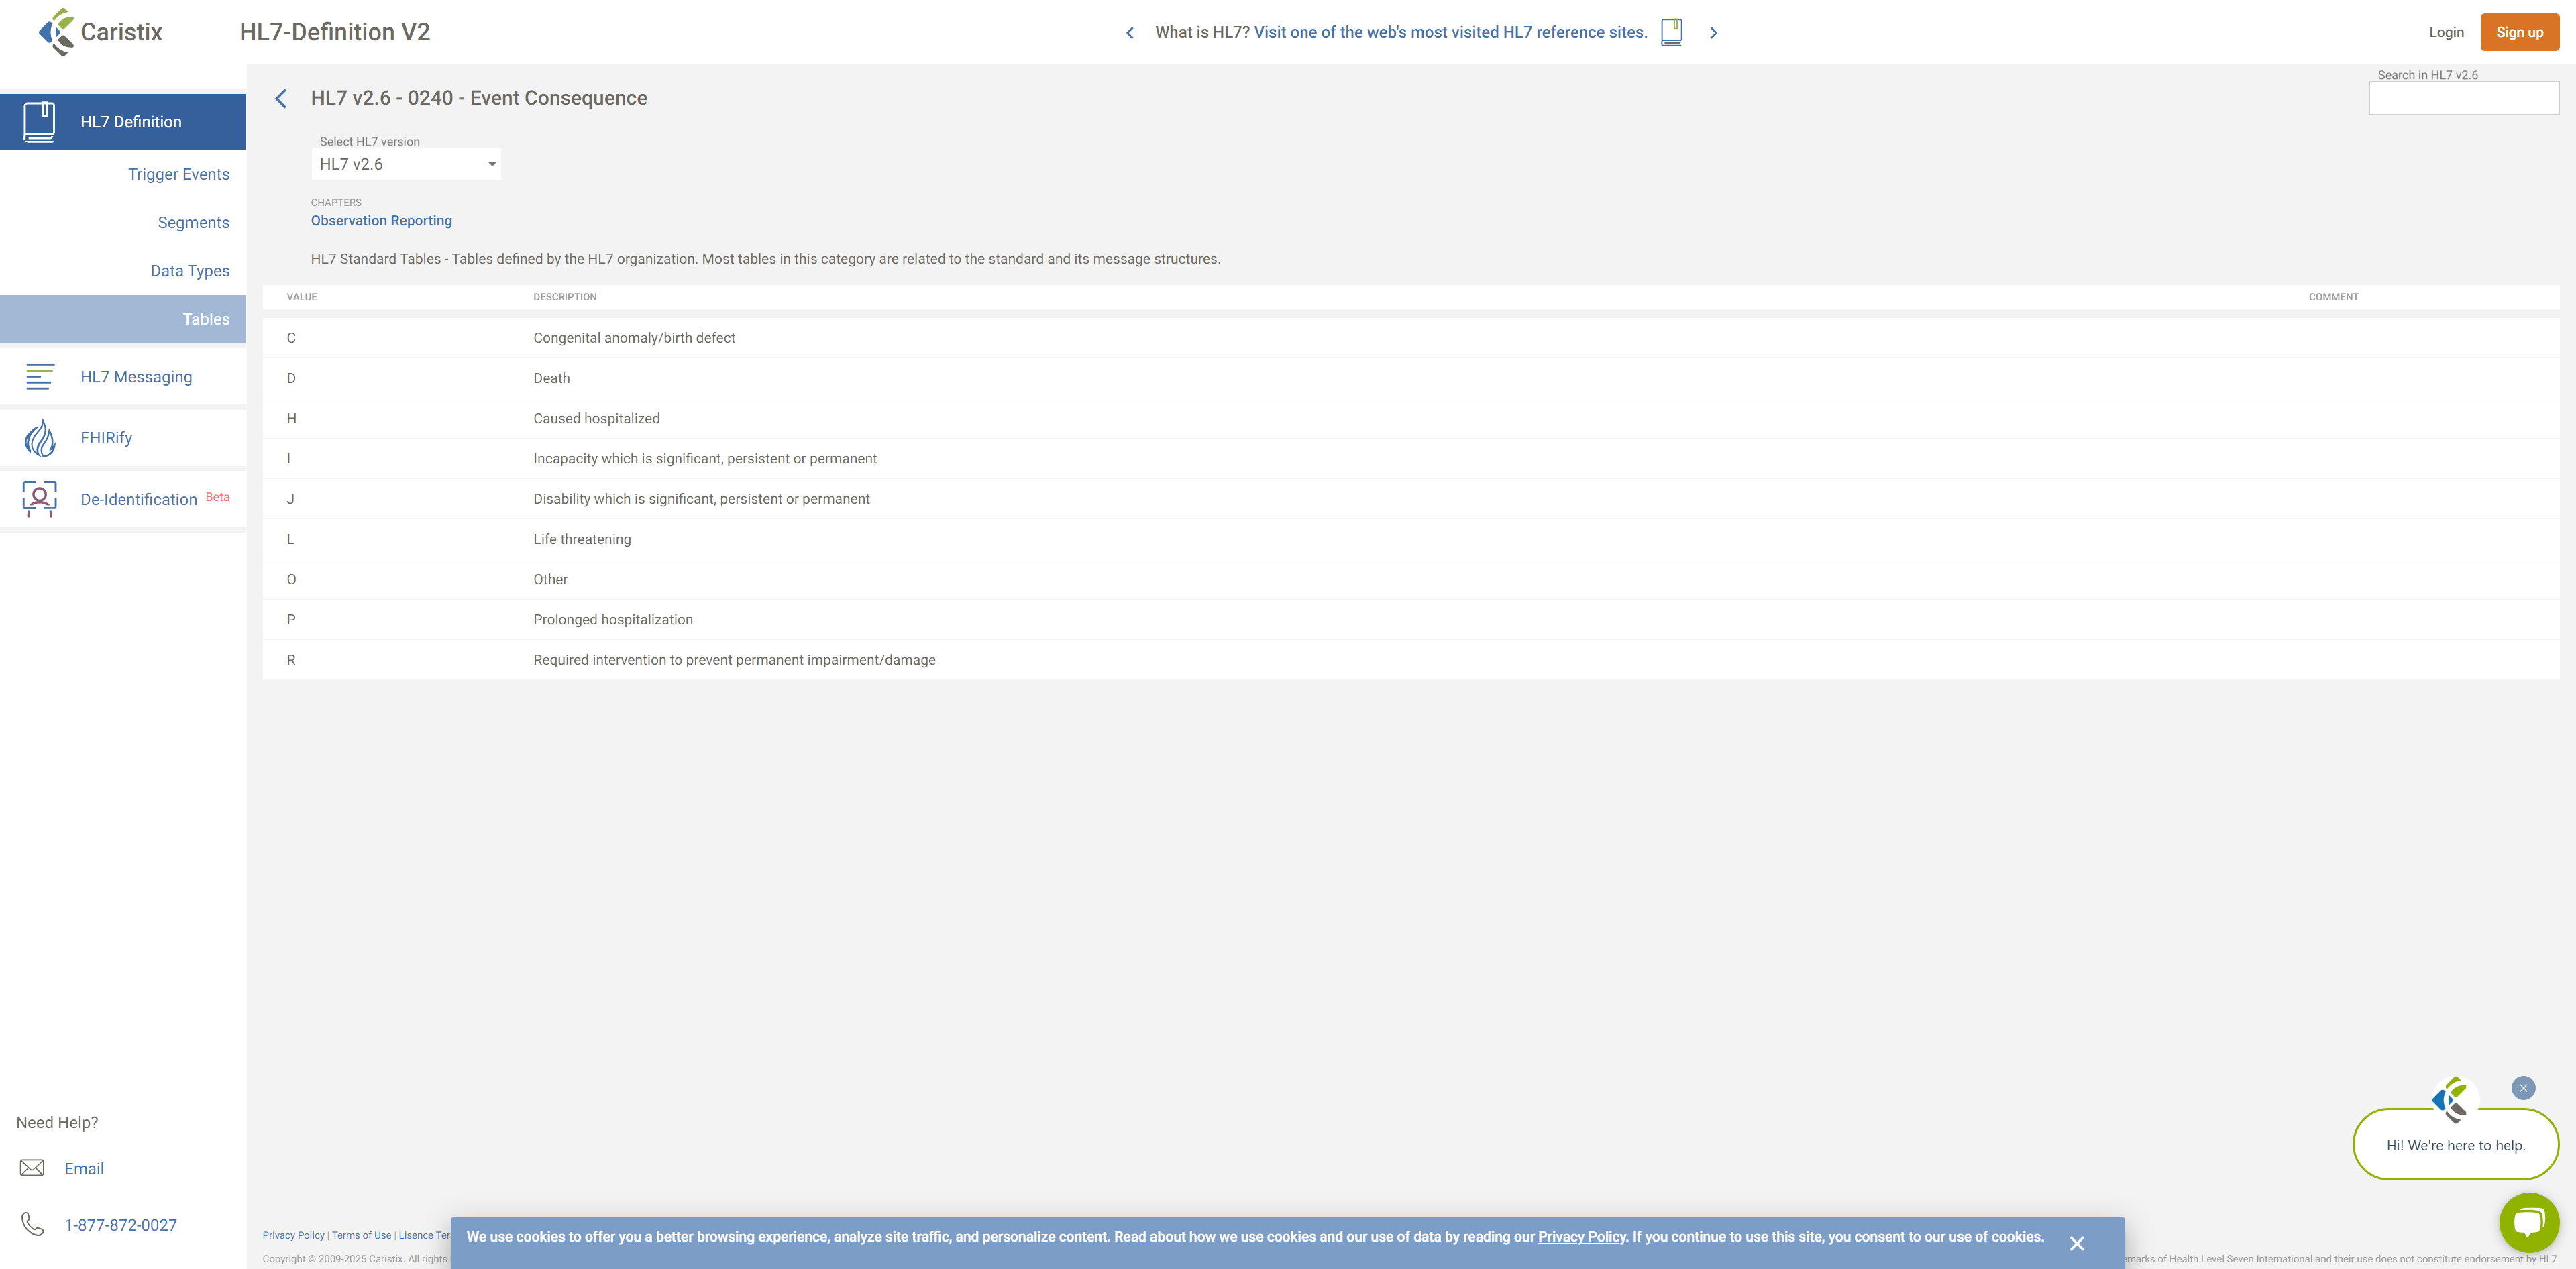 Caristix
HL7-Definition V2
What is HL7? Visit one of the web's most visited HL7 reference sites.
Login
Sign up
HL7 Definition
Trigger Events
Segments
Data Types
Tables
HL7 Messaging
FHIRify
De-Identification Beta
Need Help?
Email
1-877-872-0027
HL7 v2.6 - 0240 - Event Consequence
Search in HL7 v2.6
Select HL7 version
HL7 v2.6
CHAPTERS
Observation Reporting
HL7 Standard Tables - Tables defined by the HL7 organization. Most tables in this category are related to the standard and its message structures.
VALUE DESCRIPTION COMMENT
C Congenital anomaly/birth defect
D Death
H Caused hospitalized
I Incapacity which is significant, persistent or permanent
J Disability which is significant, persistent or permanent
L Life threatening
O Other
P Prolonged hospitalization
R Required intervention to prevent permanent impairment/damage
Hi! We're here to help.
Privacy Policy | Terms of Use | Lisence
We use cookies to offer you a better browsing experience, analyze site traffic, and personalize content. Read about how we use cookies and our use of data by reading our Privacy Policy. If you continue to use this site, you consent to our use of cookies.
Copyright © 2009-2025 Caristix. All rights
of Health Level Seven International and their use does not constitute endorsement by HL7.